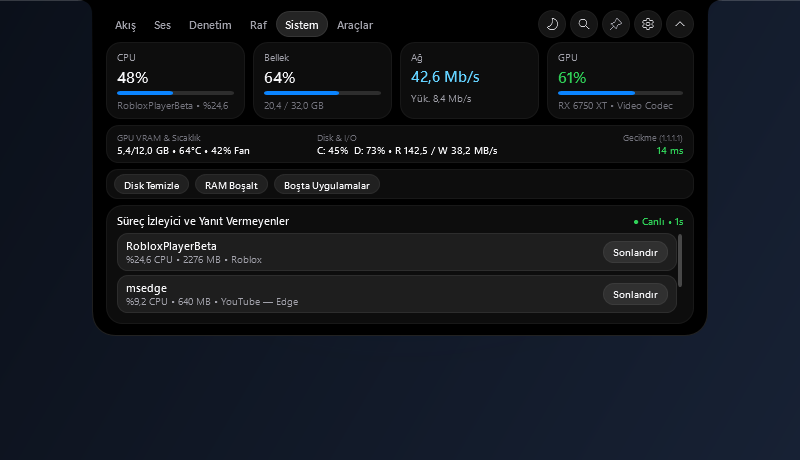 Akış Ses Denetim Raf Sistem Araçlar
CPU
48%
RobloxPlayerBeta • %24,6
Bellek
64%
20,4 / 32,0 GB
Ağ
42,6 Mb/s
Yük. 8,4 Mb/s
GPU
61%
RX 6750 XT • Video Codec
GPU VRAM & Sıcaklık
5,4/12,0 GB • 64°C • 42% Fan
Disk & I/O
C: 45% D: 73% • R 142,5 / W 38,2 MB/s
Gecikme (1.1.1.1)
14 ms
Disk Temizle RAM Boşalt Boşta Uygulamalar
Süreç İzleyici ve Yanıt Vermeyenler
• Canlı • 1s
RobloxPlayerBeta
%24,6 CPU • 2276 MB • Roblox
Sonlandır
msedge
%9,2 CPU • 640 MB • YouTube — Edge
Sonlandır